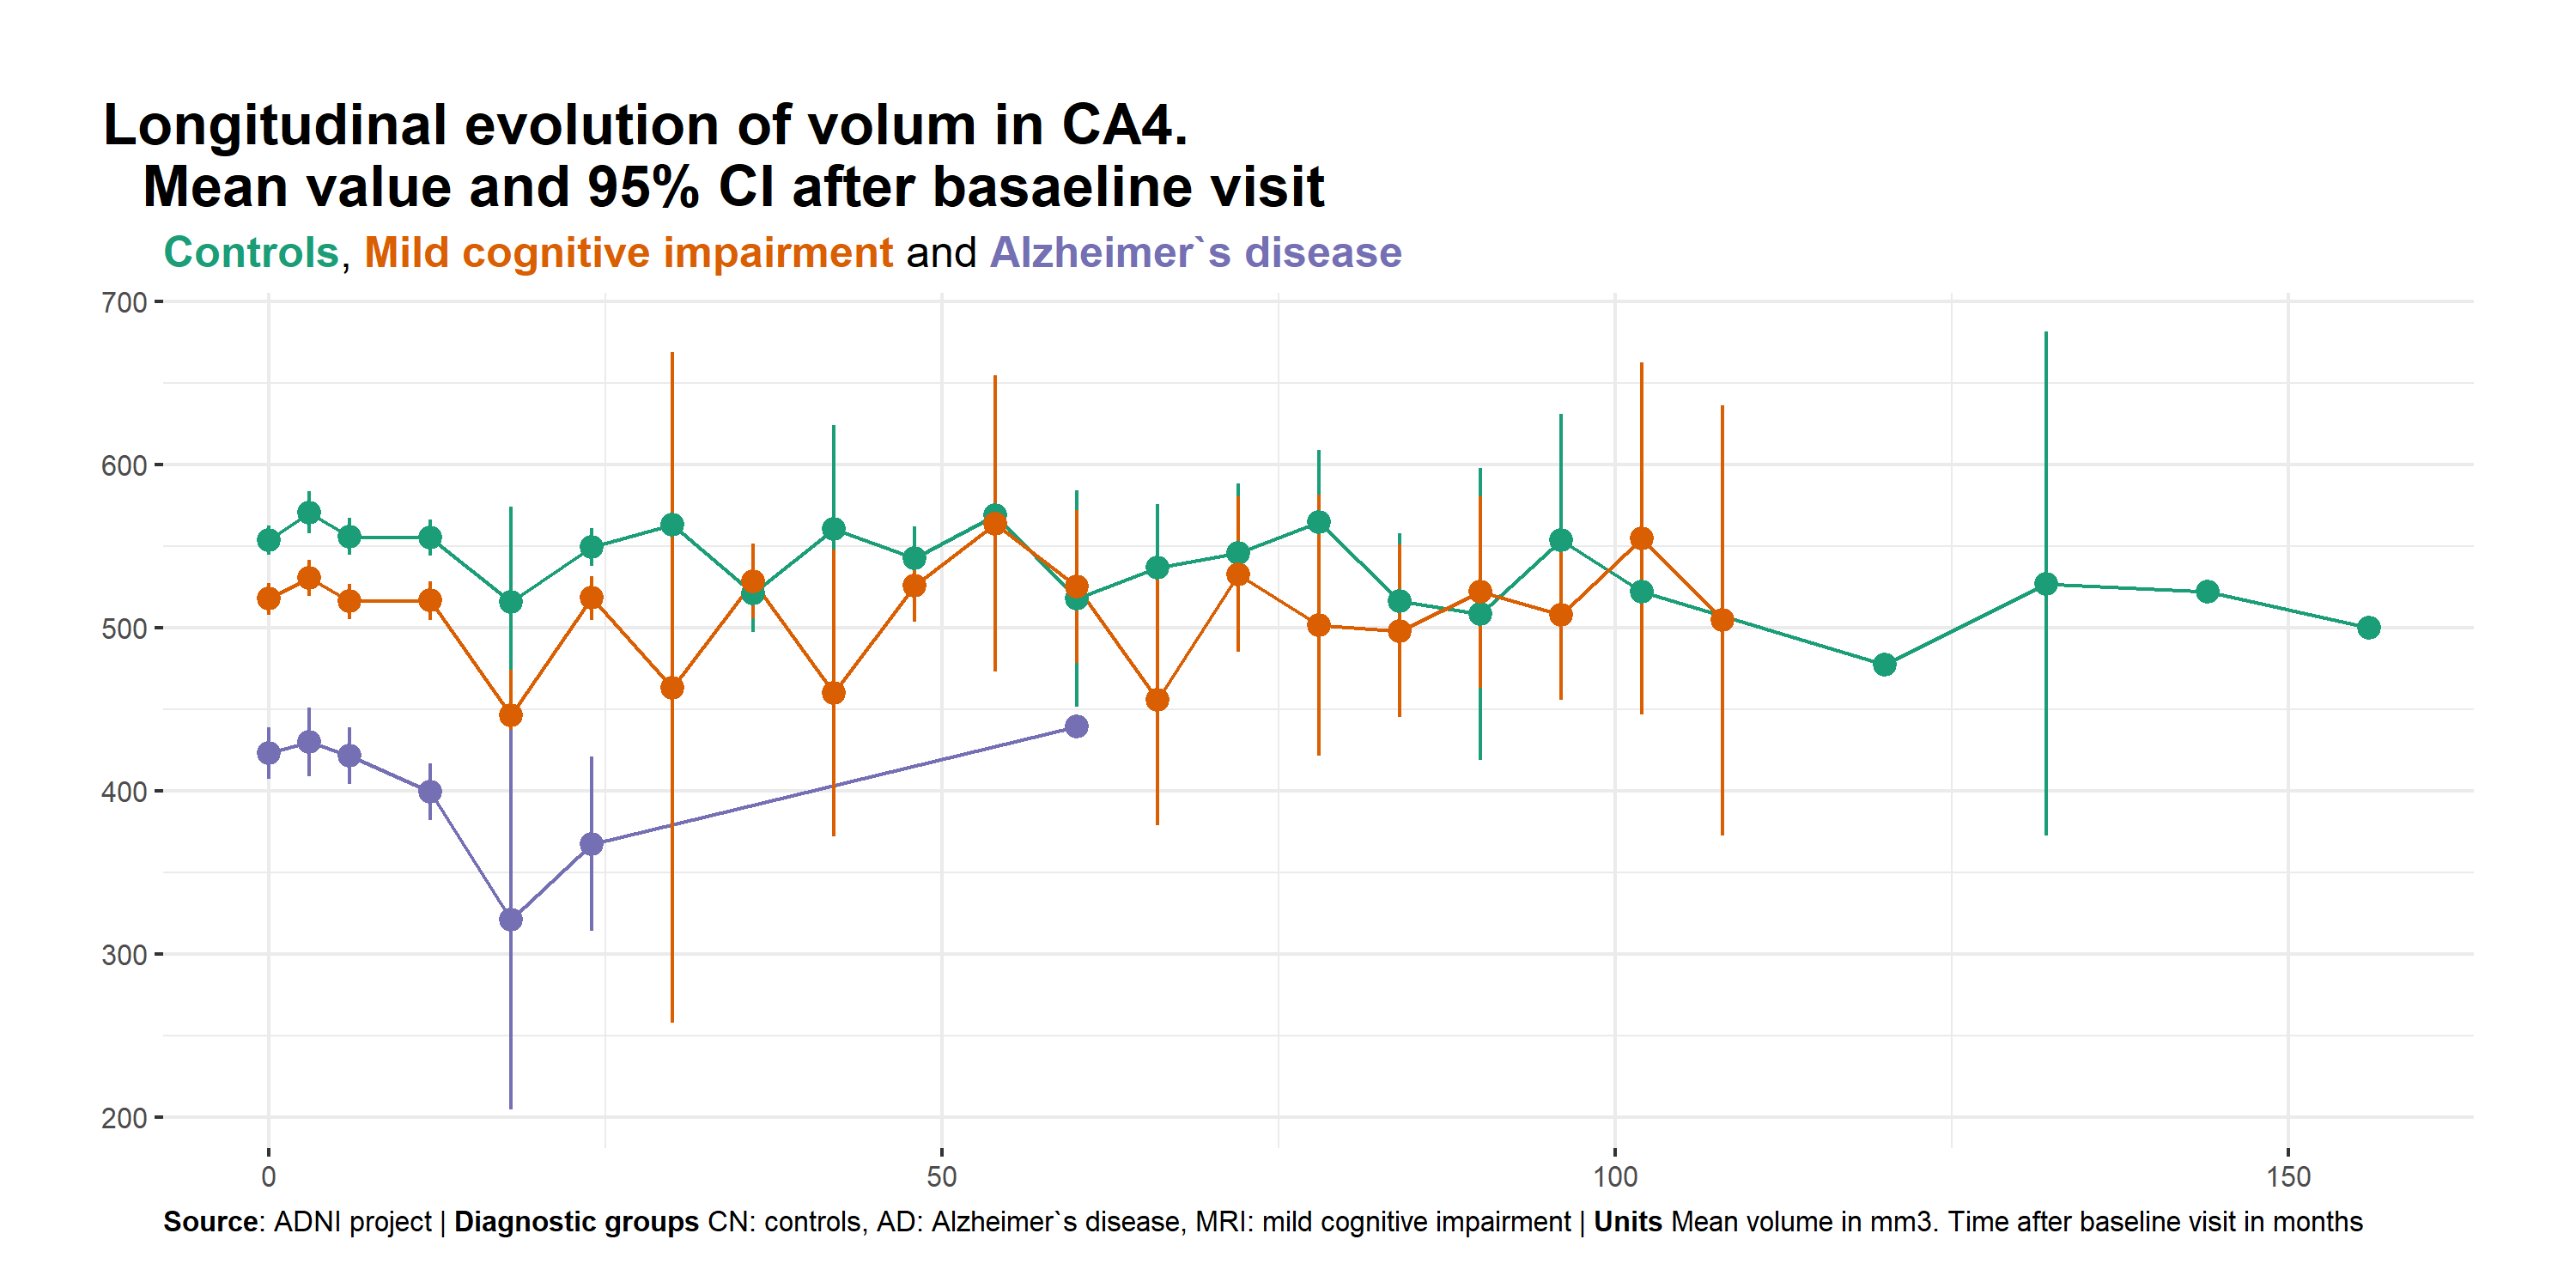 Longitudinal evolution of volum in CA4.
Mean value and 95% CI after basaeline visit
Controls, Mild cognitive impairment and Alzheimer`s disease
700
600
500
400
300
200
0 50 100 150
Source: ADNI project | Diagnostic groups CN: controls, AD: Alzheimer`s disease, MRI: mild cognitive impairment | Units Mean volume in mm3. Time after baseline visit in months